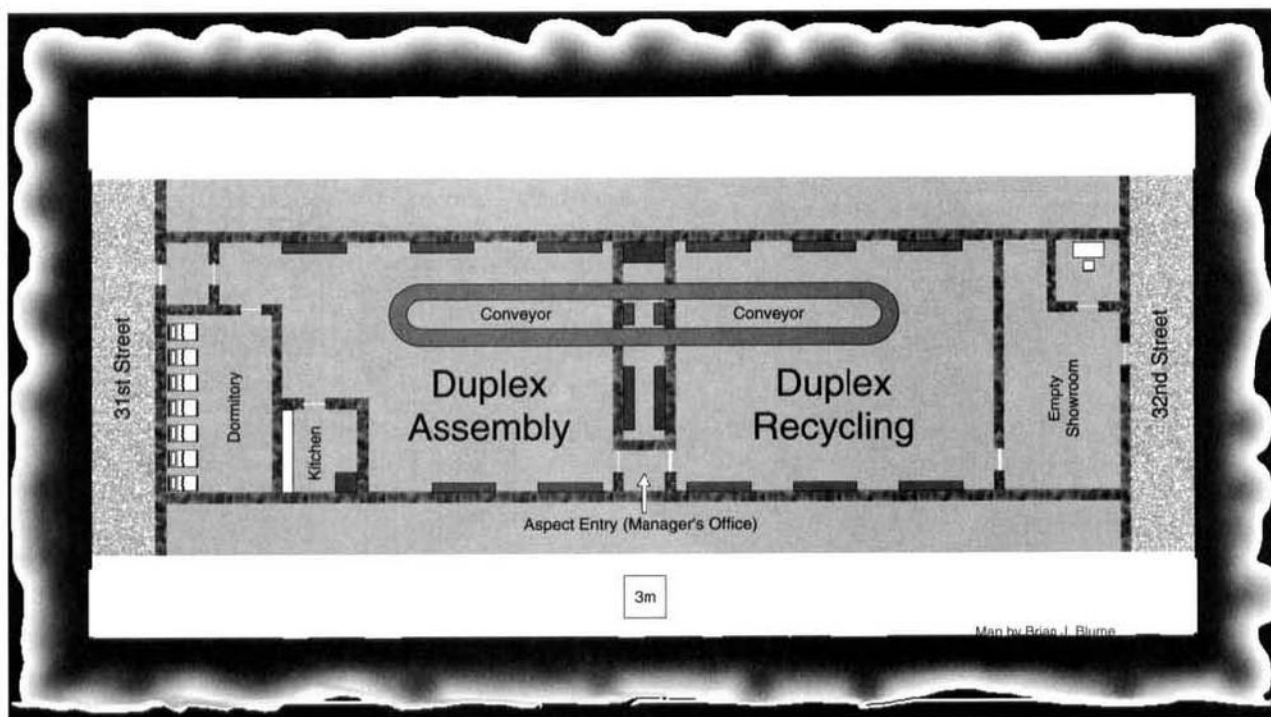 31st Street
Dormitory
Kitchen
Conveyor
Duplex
Assembly
Conveyor
Duplex
Recycling
Empty
Showroom
32nd Street
Aspect Entry (Manager's Office)
3m
Map by Brian J. Blume